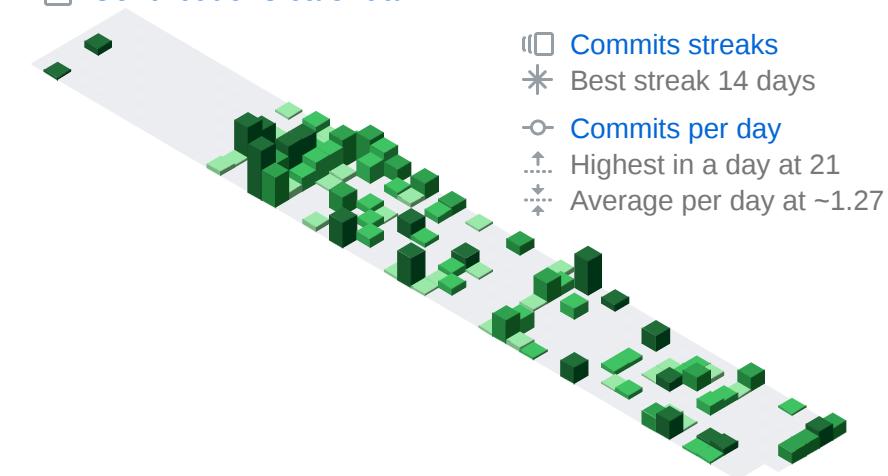 Commits streaks
Best streak 14 days
Commits per day
Highest in a day at 21
Average per day at ~1.27